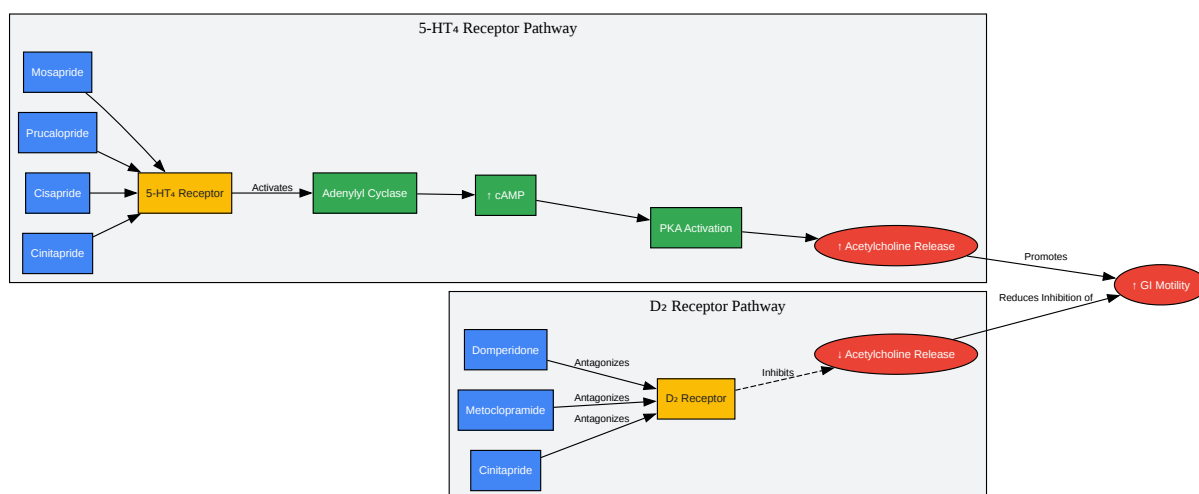 5-HT₄ Receptor Pathway
Mosapride
Prucalopride
Cisapride
Cinitapride
5-HT₄ Receptor
Activates
Adenylyl Cyclase
↑ cAMP
PKA Activation
↑ Acetylcholine Release
Promotes
↑ GI Motility
Reduces Inhibition of
D₂ Receptor Pathway
Domperidone
Metoclopramide
Cinitapride
Antagonizes
Antagonizes
Antagonizes
D₂ Receptor
Inhibits
↓ Acetylcholine Release